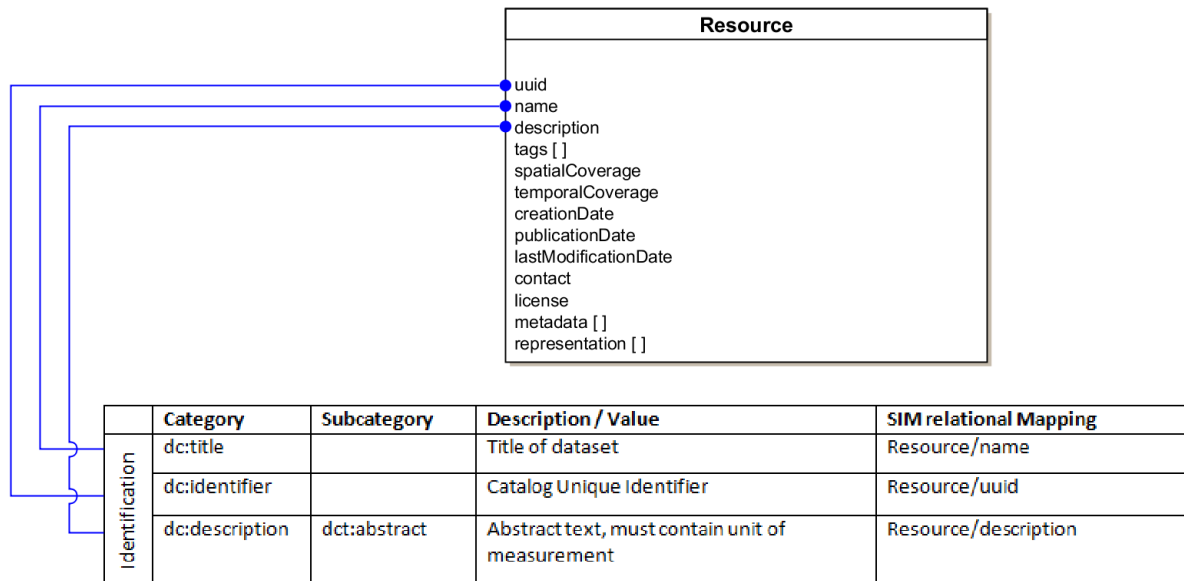 Resource
uuid
name
description
tags [ ]
spatialCoverage
temporalCoverage
creationDate
publicationDate
lastModificationDate
contact
license
metadata [ ]
representation [ ]
Category Subcategory Description / Value SIM relational Mapping
Identification
dc:title Title of dataset Resource/name
dc:identifier Catalog Unique Identifier Resource/uuid
dc:description dct:abstract Abstract text, must contain unit of Resource/description
measurement